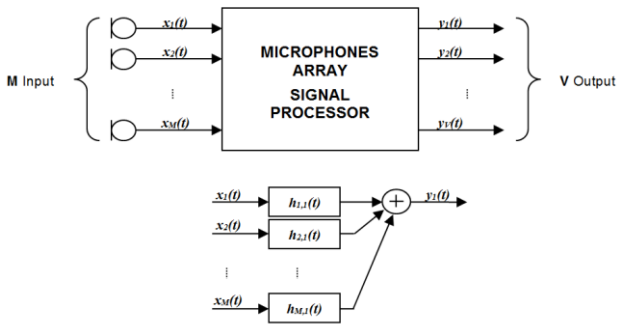 x1(t) y1(t)
x2(t) y2(t)
M Input
MICROPHONES
ARRAY
SIGNAL
PROCESSOR
V Output
xM(t) yV(t)
x1(t) h1,1(t) + y1(t)
x2(t) h2,1(t)
xM(t) hM,1(t)